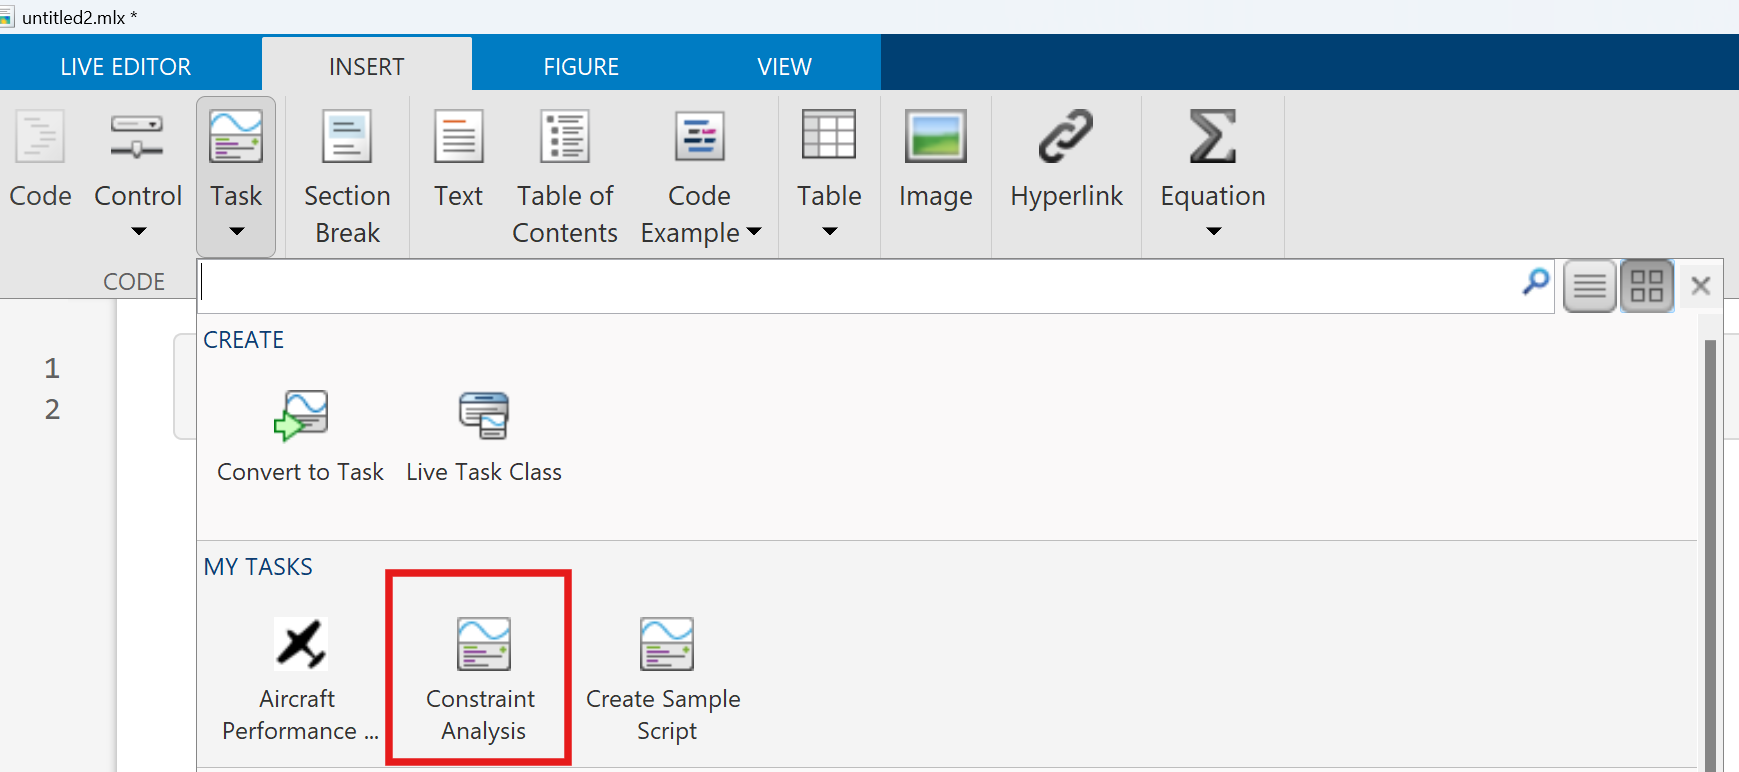 untitled2.mlx *
LIVE EDITOR
INSERT
FIGURE
VIEW
Code
Control
Task
Section
Break
Text
Table of
Contents
Code
Example
Table
Image
Hyperlink
Equation
CODE
1
2
CREATE
Convert to Task
Live Task Class
MY TASKS
Aircraft
Performance ...
Constraint
Analysis
Create Sample
Script